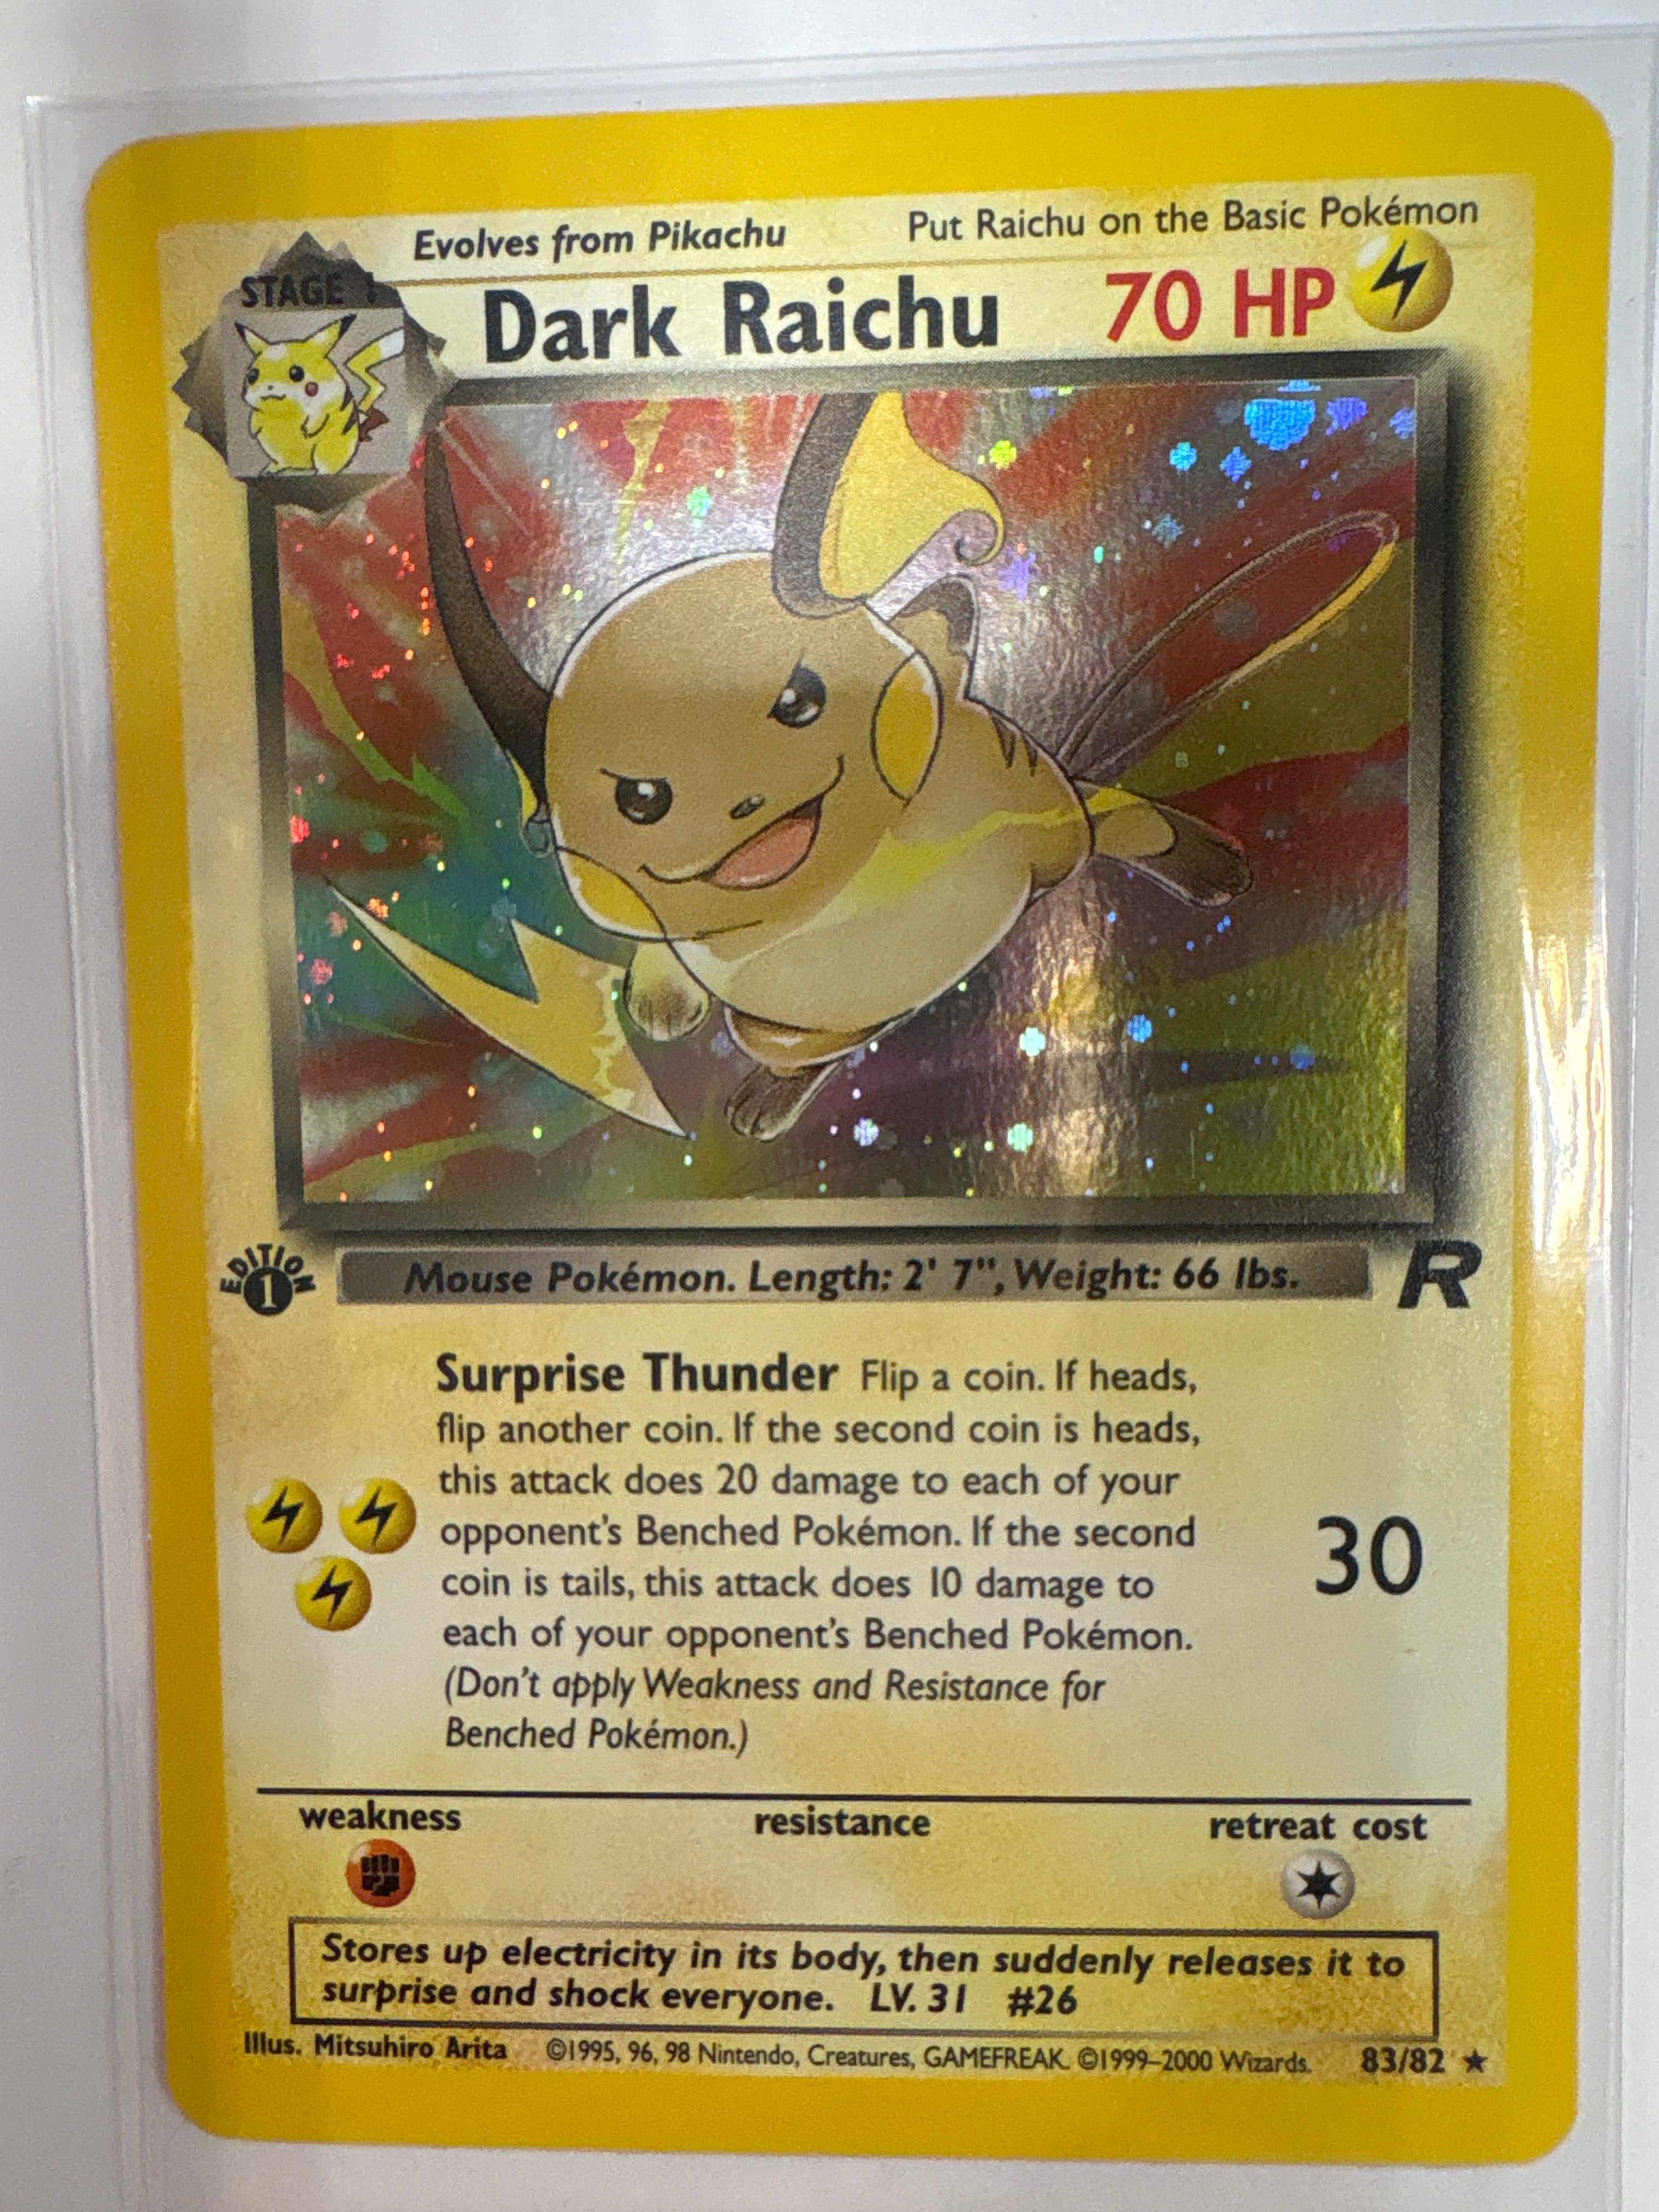 Evolves from Pikachu Put Raichu on the Basic Pokémon
STAGE 1
Dark Raichu 70 HP
EDITION
1
Mouse Pokémon. Length: 2' 7", Weight: 66 lbs.
R
Surprise Thunder Flip a coin. If heads,
flip another coin. If the second coin is heads,
this attack does 20 damage to each of your
opponent's Benched Pokémon. If the second
coin is tails, this attack does 10 damage to
each of your opponent's Benched Pokémon.
(Don't apply Weakness and Resistance for
Benched Pokémon.)
30
weakness resistance retreat cost
Stores up electricity in its body, then suddenly releases it to
surprise and shock everyone. LV. 31 #26
Illus. Mitsuhiro Arita ©1995, 96, 98 Nintendo, Creatures, GAMEFREAK. ©1999–2000 Wizards. 83/82 ★